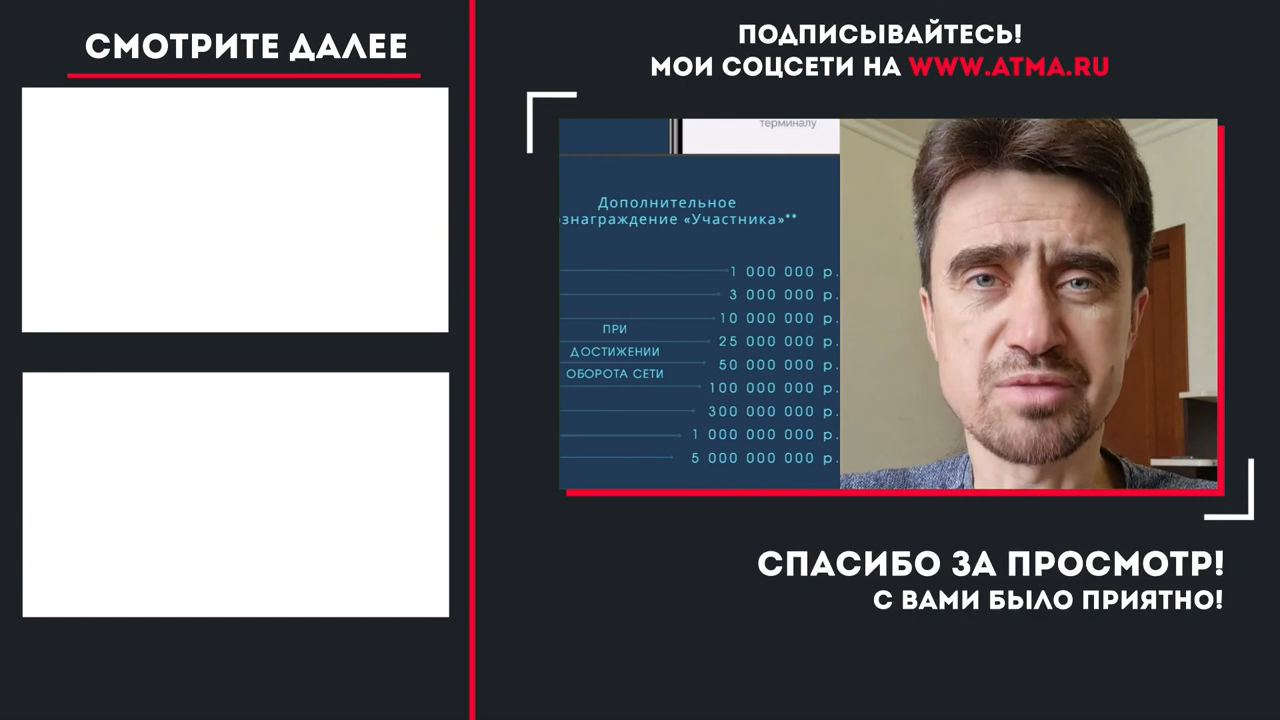 СМОТРИТЕ ДАЛЕЕ
ПОДПИСЫВАЙТЕСЬ!
МОИ СОЦСЕТИ НА WWW.ATMA.RU
терминалу
Дополнительное
ознаграждение «Участника»**
1 000 000 р.
3 000 000 р.
10 000 000 р.
ПРИ
25 000 000 р.
ДОСТИЖЕНИИ
50 000 000 р.
ОБОРОТА СЕТИ
100 000 000 р.
300 000 000 р.
1 000 000 000 р.
5 000 000 000 р.
СПАСИБО ЗА ПРОСМОТР!
С ВАМИ БЫЛО ПРИЯТНО!